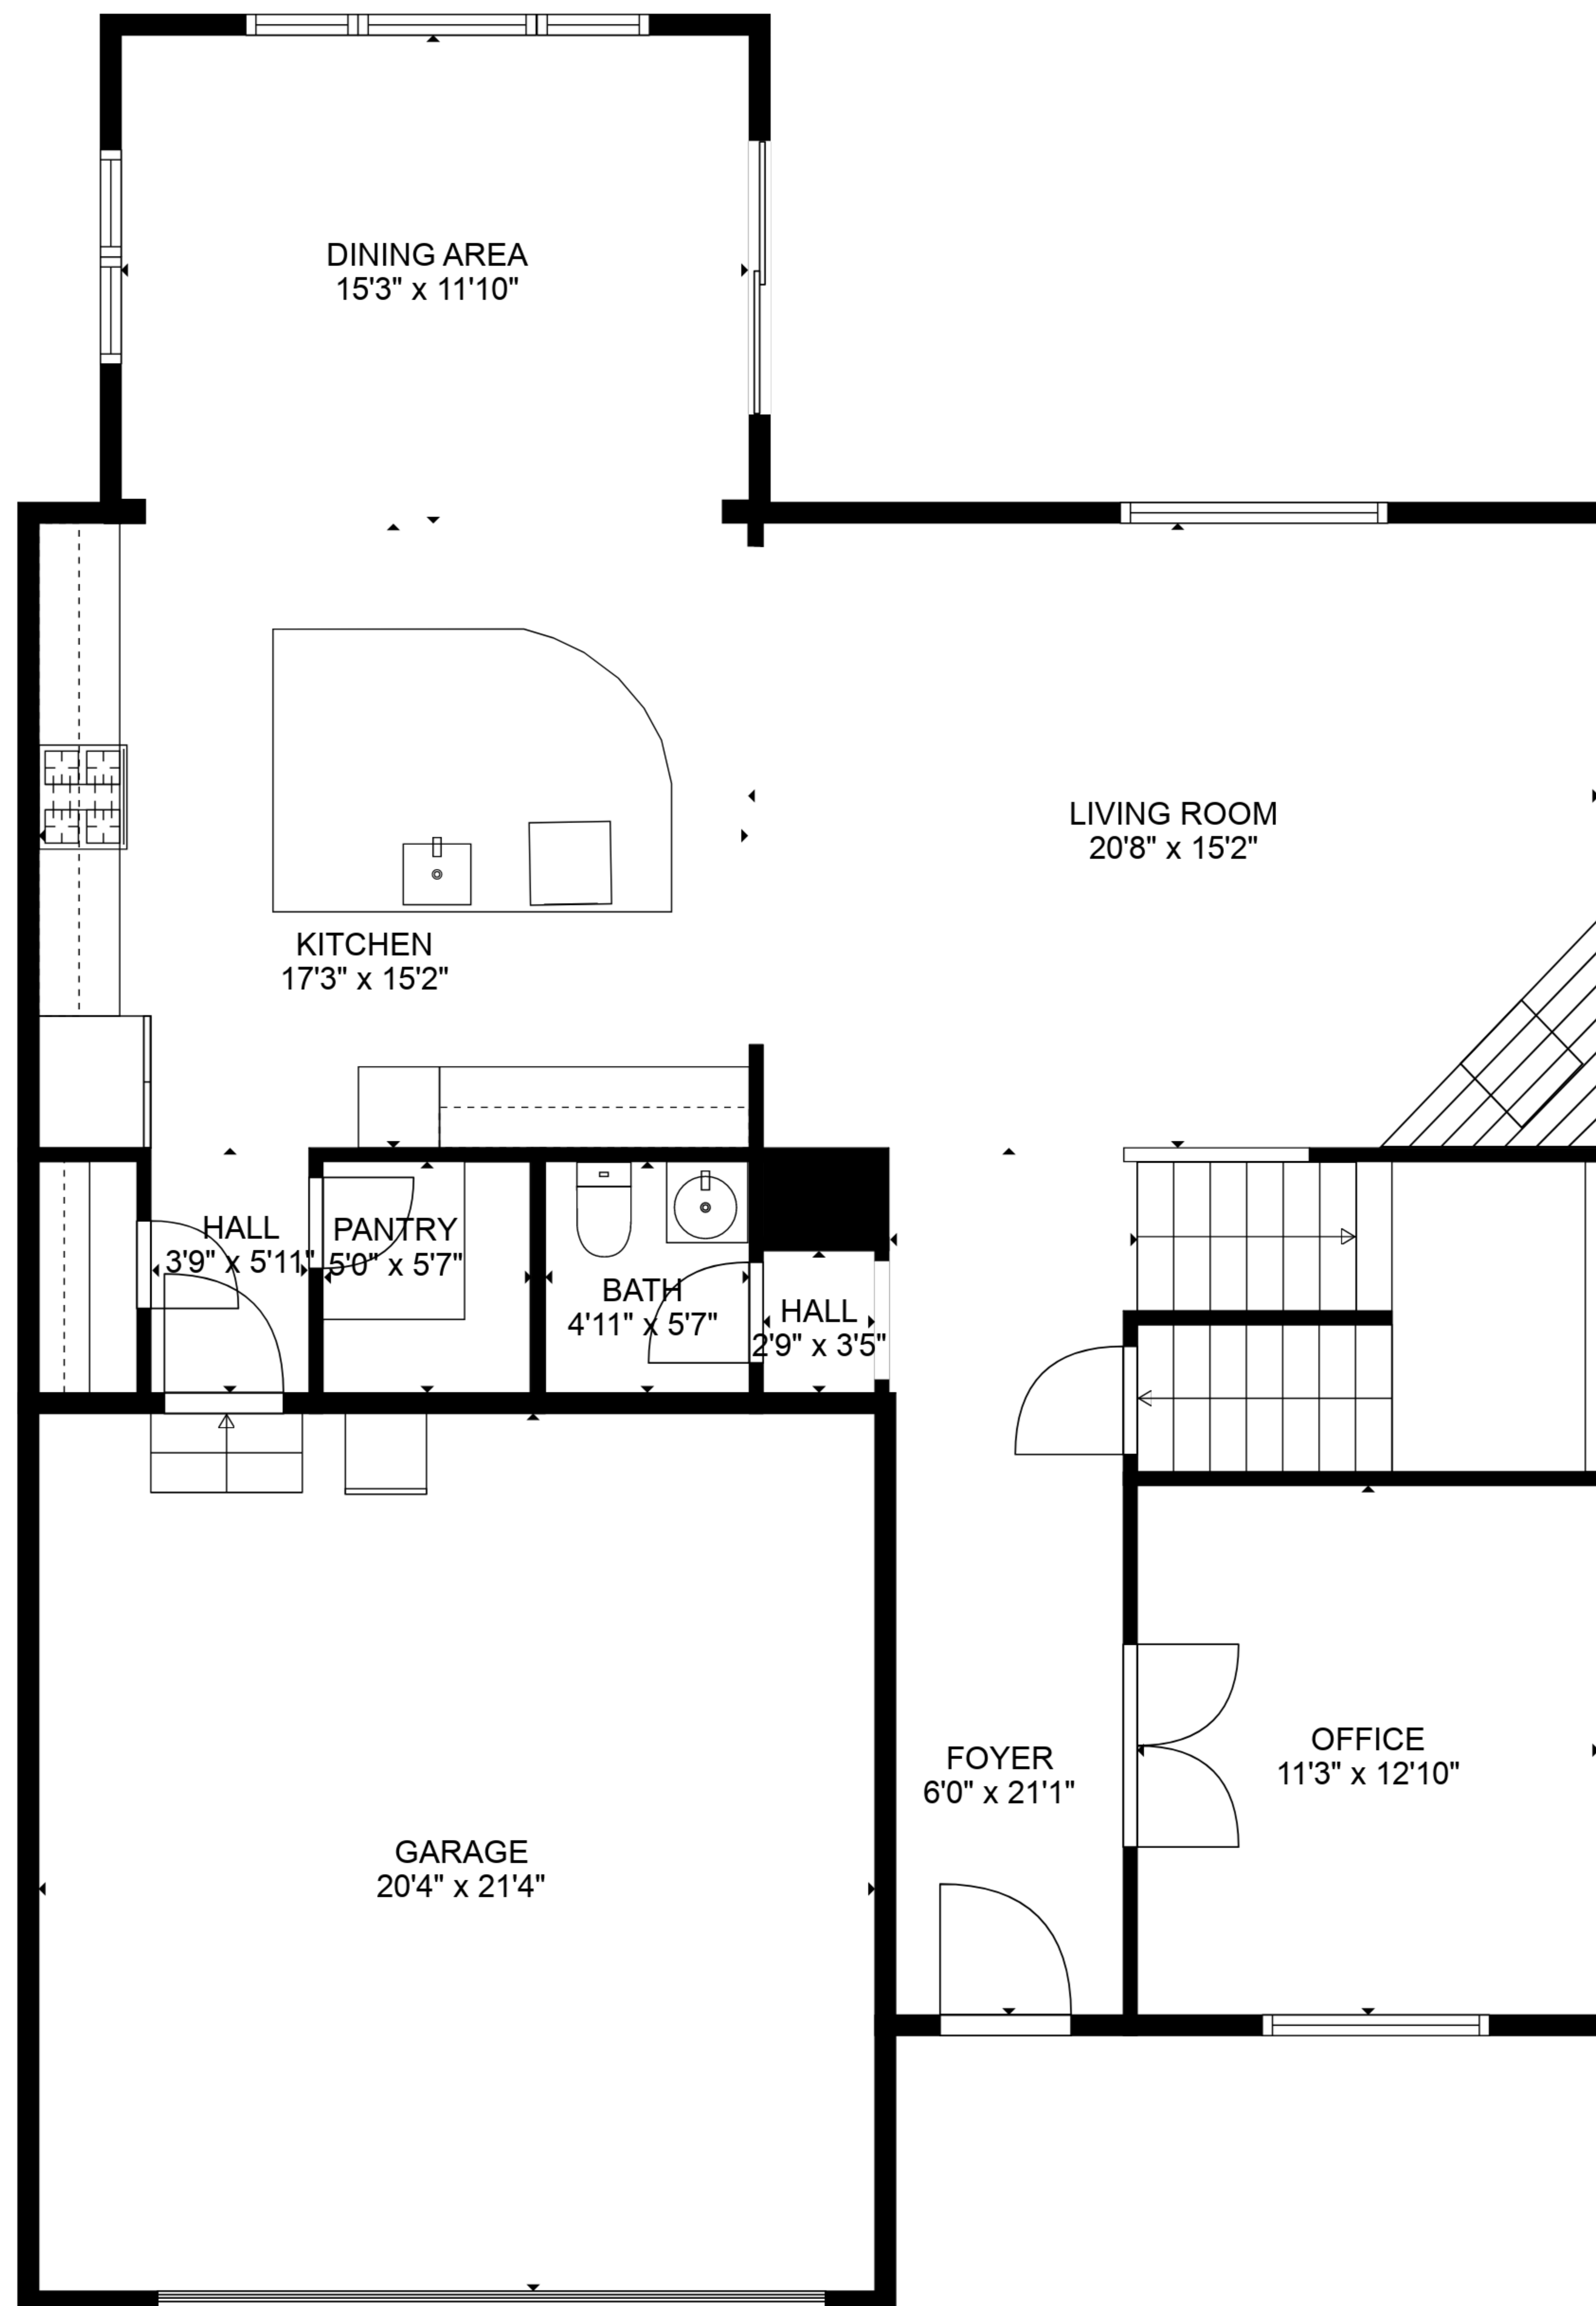 DINING AREA
15'3" x 11'10"
LIVING ROOM
20'8" x 15'2"
KITCHEN
17'3" x 15'2"
HALL
3'9" x 5'11"
PANTRY
5'0" x 5'7"
BATH
4'11" x 5'7"
HALL
2'9" x 3'5"
FOYER
6'0" x 21'1"
OFFICE
11'3" x 12'10"
GARAGE
20'4" x 21'4"